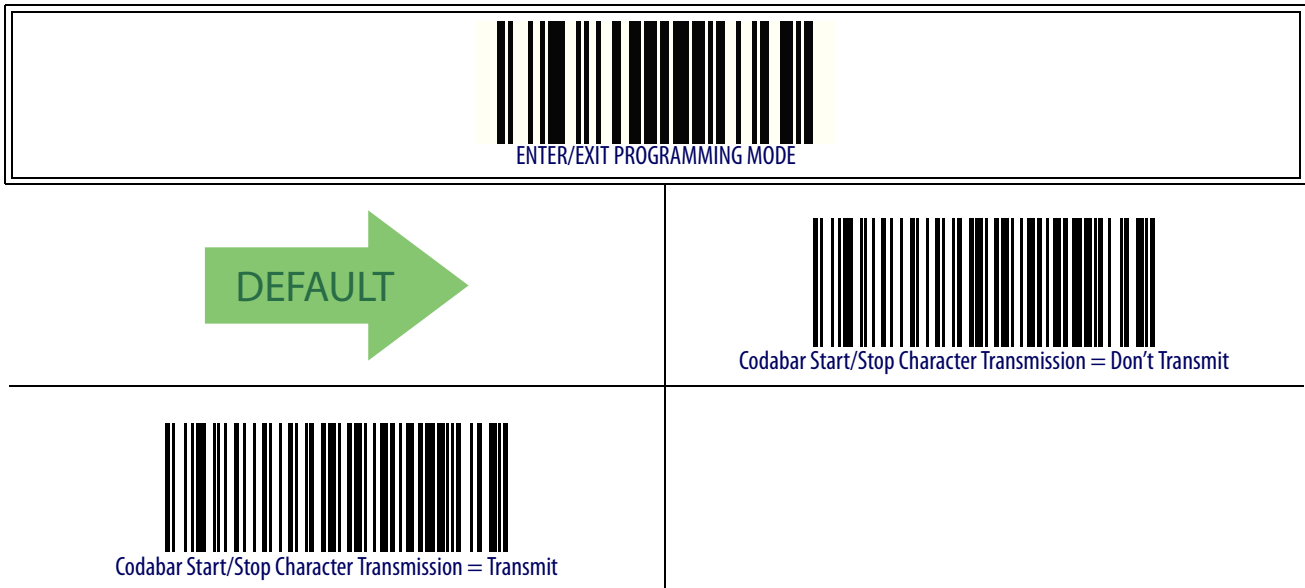 ENTER/EXIT PROGRAMMING MODE
DEFAULT
Codabar Start/Stop Character Transmission = Don’t Transmit
Codabar Start/Stop Character Transmission = Transmit